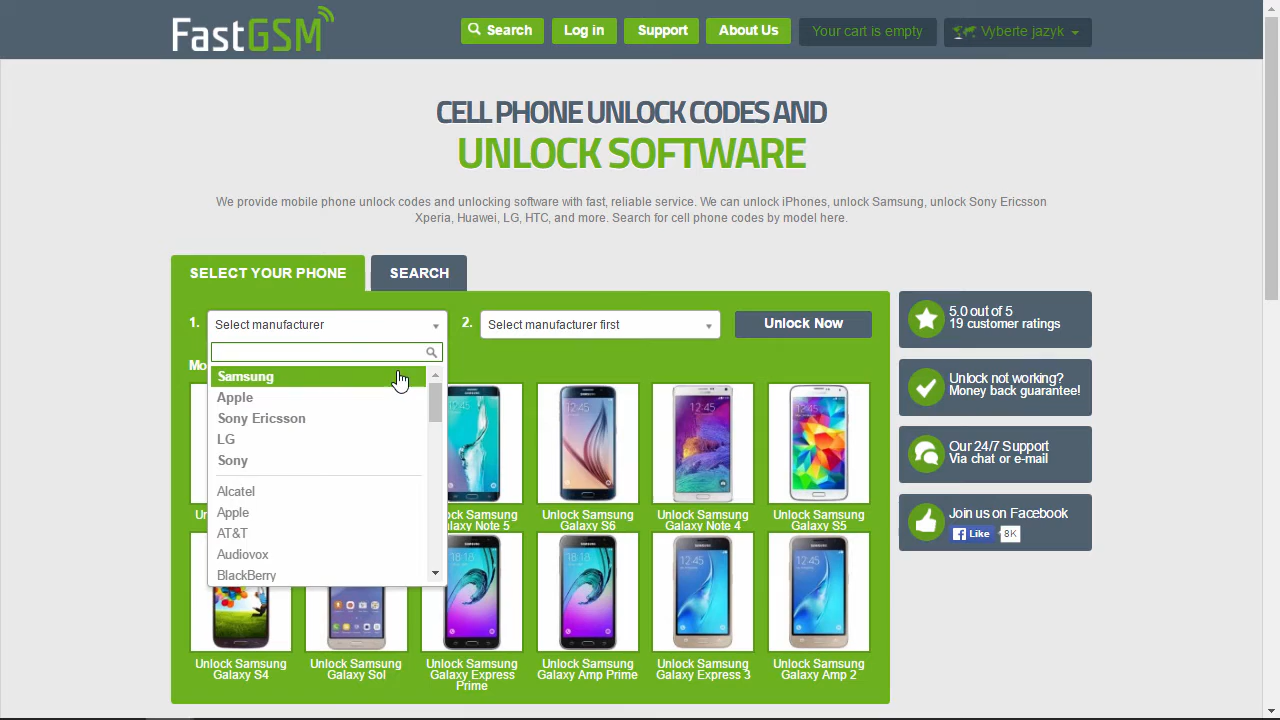 FastGSM
Search
Log in
Support
About Us
Your cart is empty
Vyberte jazyk
CELL PHONE UNLOCK CODES AND
UNLOCK SOFTWARE
We provide mobile phone unlock codes and unlocking software with fast, reliable service. We can unlock iPhones, unlock Samsung, unlock Sony Ericsson
Xperia, Huawei, LG, HTC, and more. Search for cell phone codes by model here.
SELECT YOUR PHONE
SEARCH
1.
Select manufacturer
2.
Select manufacturer first
Unlock Now
Samsung
Apple
Sony Ericsson
LG
Sony
Alcatel
Apple
AT&T
Audiovox
BlackBerry
Unlock Samsung
Galaxy S6
Unlock Samsung
Galaxy Note 4
Unlock Samsung
Galaxy S5
Samsung
Galaxy Note 5
Unlock Samsung
Galaxy S4
Unlock Samsung
Galaxy Sol
Unlock Samsung
Galaxy Express
Prime
Unlock Samsung
Galaxy Amp Prime
Unlock Samsung
Galaxy Express 3
Unlock Samsung
Galaxy Amp 2
5.0 out of 5
19 customer ratings
Unlock not working?
Money back guarantee!
Our 24/7 Support
Via chat or e-mail
Join us on Facebook
Like
8K